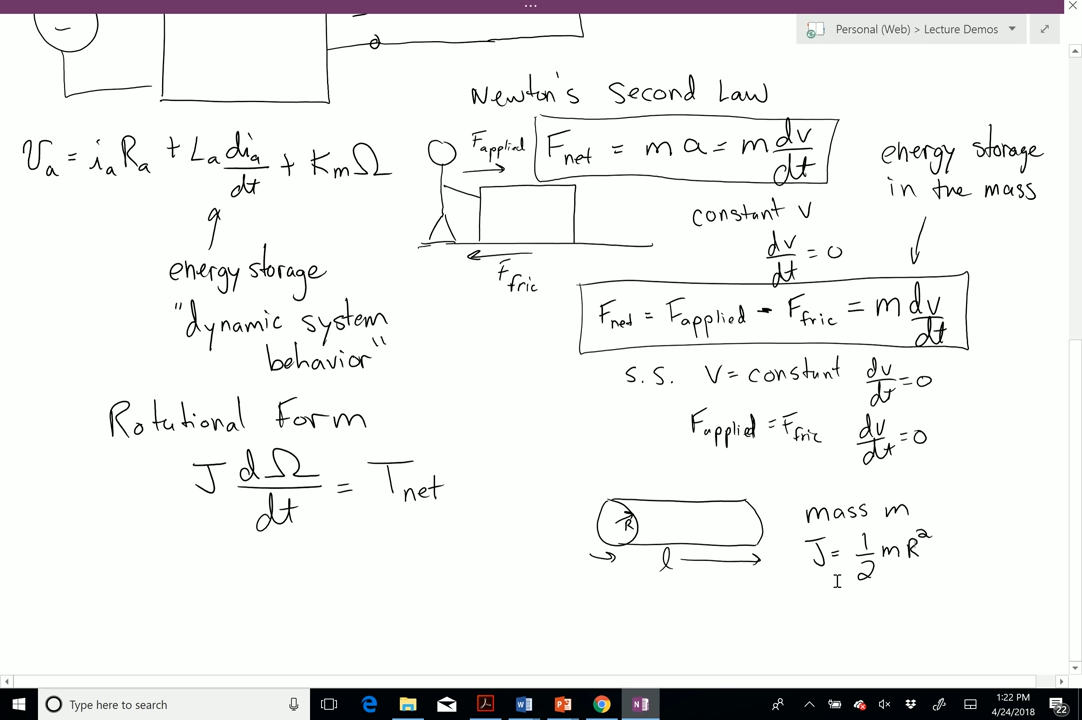 Personal (Web) > Lecture Demos
Newton's Second Law
Fapplied
Fnet = ma = m dv/dt
energy storage
in the mass
Va = iaRa + La dia/dt + KmΩ
constant v
dv/dt = 0
Ffric
energy storage
"dynamic system
behavior"
Fnet = Fapplied - Ffric = m dv/dt
s.s. v = constant dv/dt = 0
Fapplied = Ffric dv/dt = 0
Rotational Form
J dΩ/dt = Tnet
R
l
mass m
J = 1/2 mR²
Type here to search
1:22 PM
4/24/2018
22